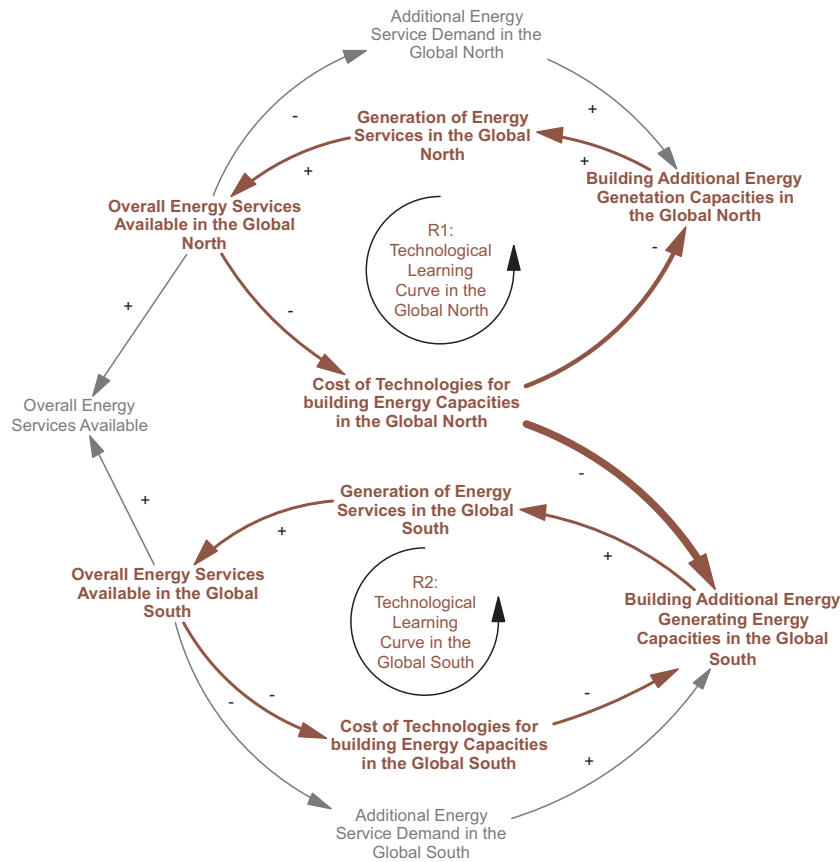 Additional Energy
Service Demand in the
Global North
-
+
Generation of Energy
Services in the Global
North
+
+
Building Additional Energy
Genetation Capacities in
the Global North
Overall Energy Services
Available in the Global
North
R1:
Technological
Learning
Curve in the
Global North
-
+
-
Cost of Technologies for
building Energy Capacities
in the Global North
Overall Energy
Services Available
-
Generation of Energy
Services in the Global
South
+
+
+
Overall Energy Services
Available in the Global
South
R2:
Technological
Learning
Curve in the
Global South
Building Additional Energy
Generating Energy
Capacities in the Global
South
-
-
-
Cost of Technologies for
building Energy Capacities
in the Global South
+
Additional Energy
Service Demand in the
Global South